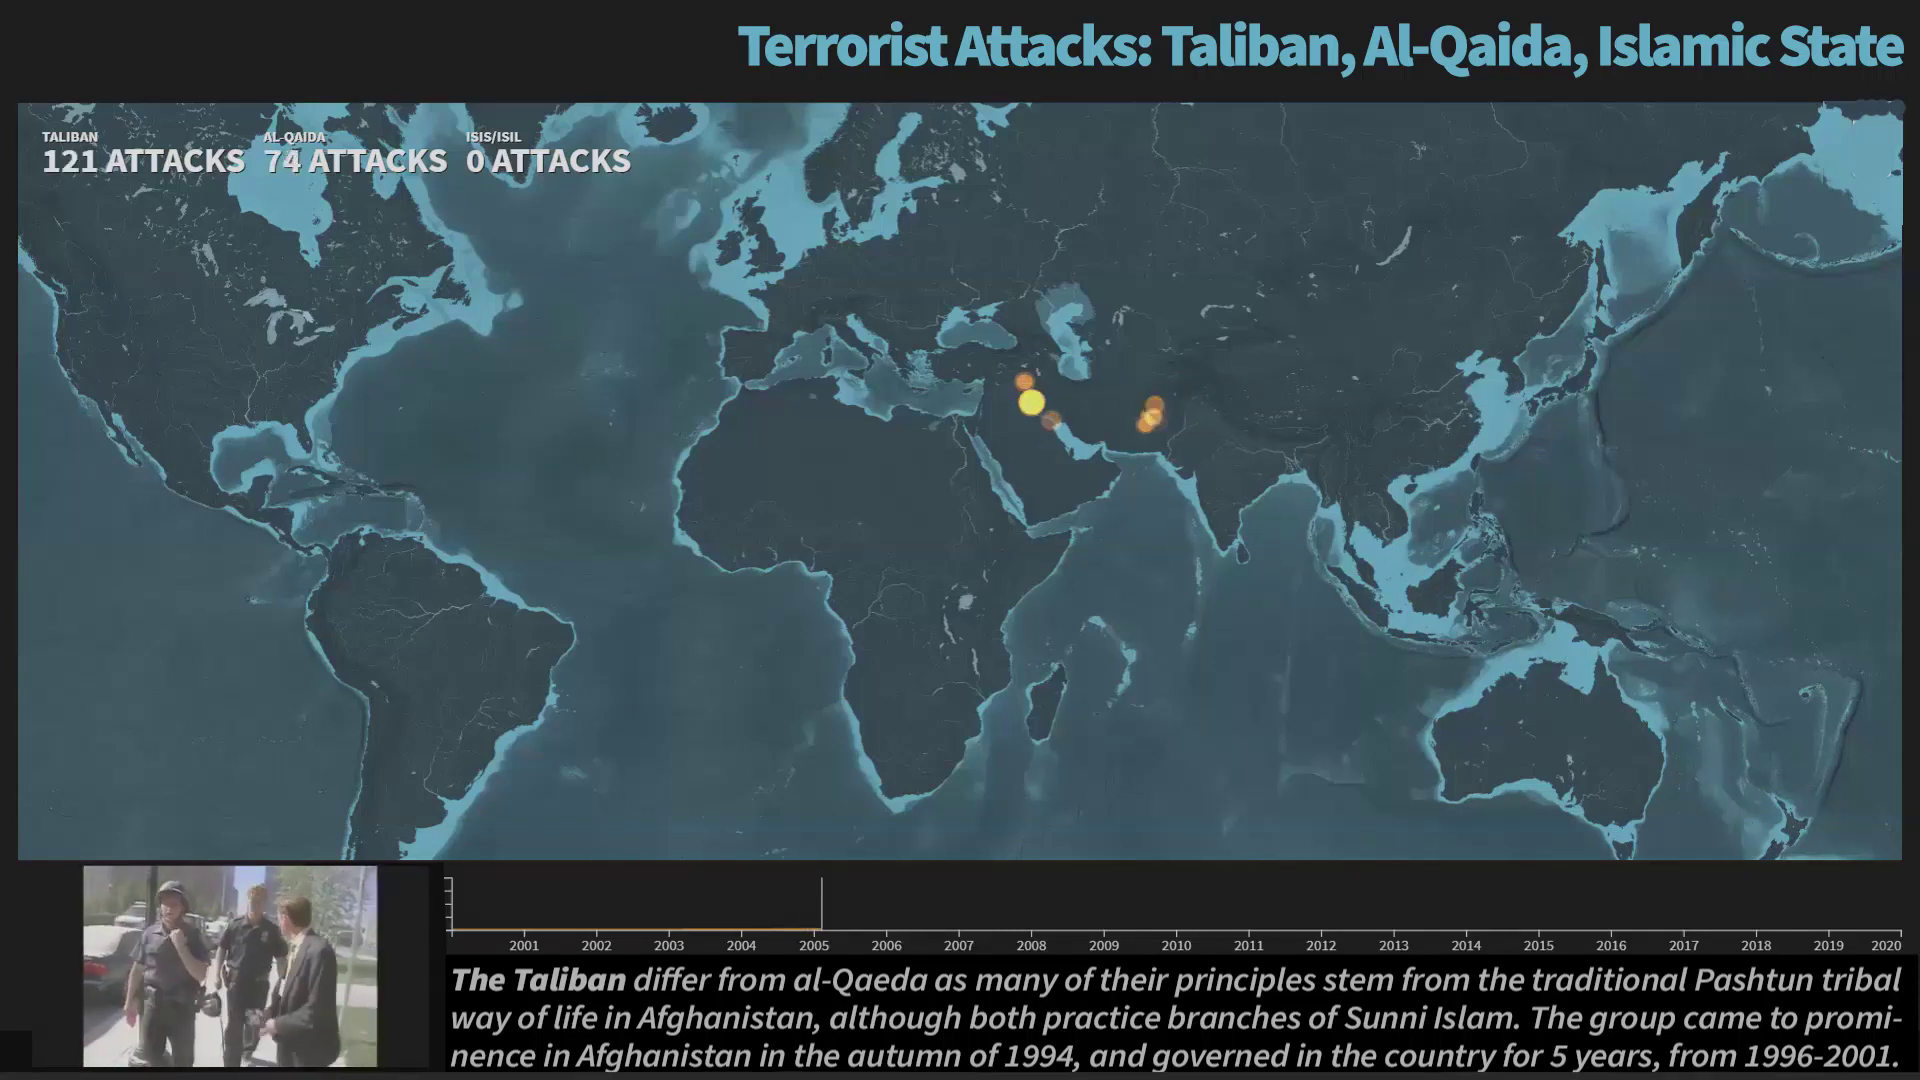 Terrorist Attacks: Taliban, Al-Qaida, Islamic State
TALIBAN AL-QAIDA ISIS/ISIL
121 ATTACKS 74 ATTACKS 0 ATTACKS
2001 2002 2003 2004 2005 2006 2007 2008 2009 2010 2011 2012 2013 2014 2015 2016 2017 2018 2019 2020
The Taliban differ from al-Qaeda as many of their principles stem from the traditional Pashtun tribal
way of life in Afghanistan, although both practice branches of Sunni Islam. The group came to promi-
nence in Afghanistan in the autumn of 1994, and governed in the country for 5 years, from 1996-2001.